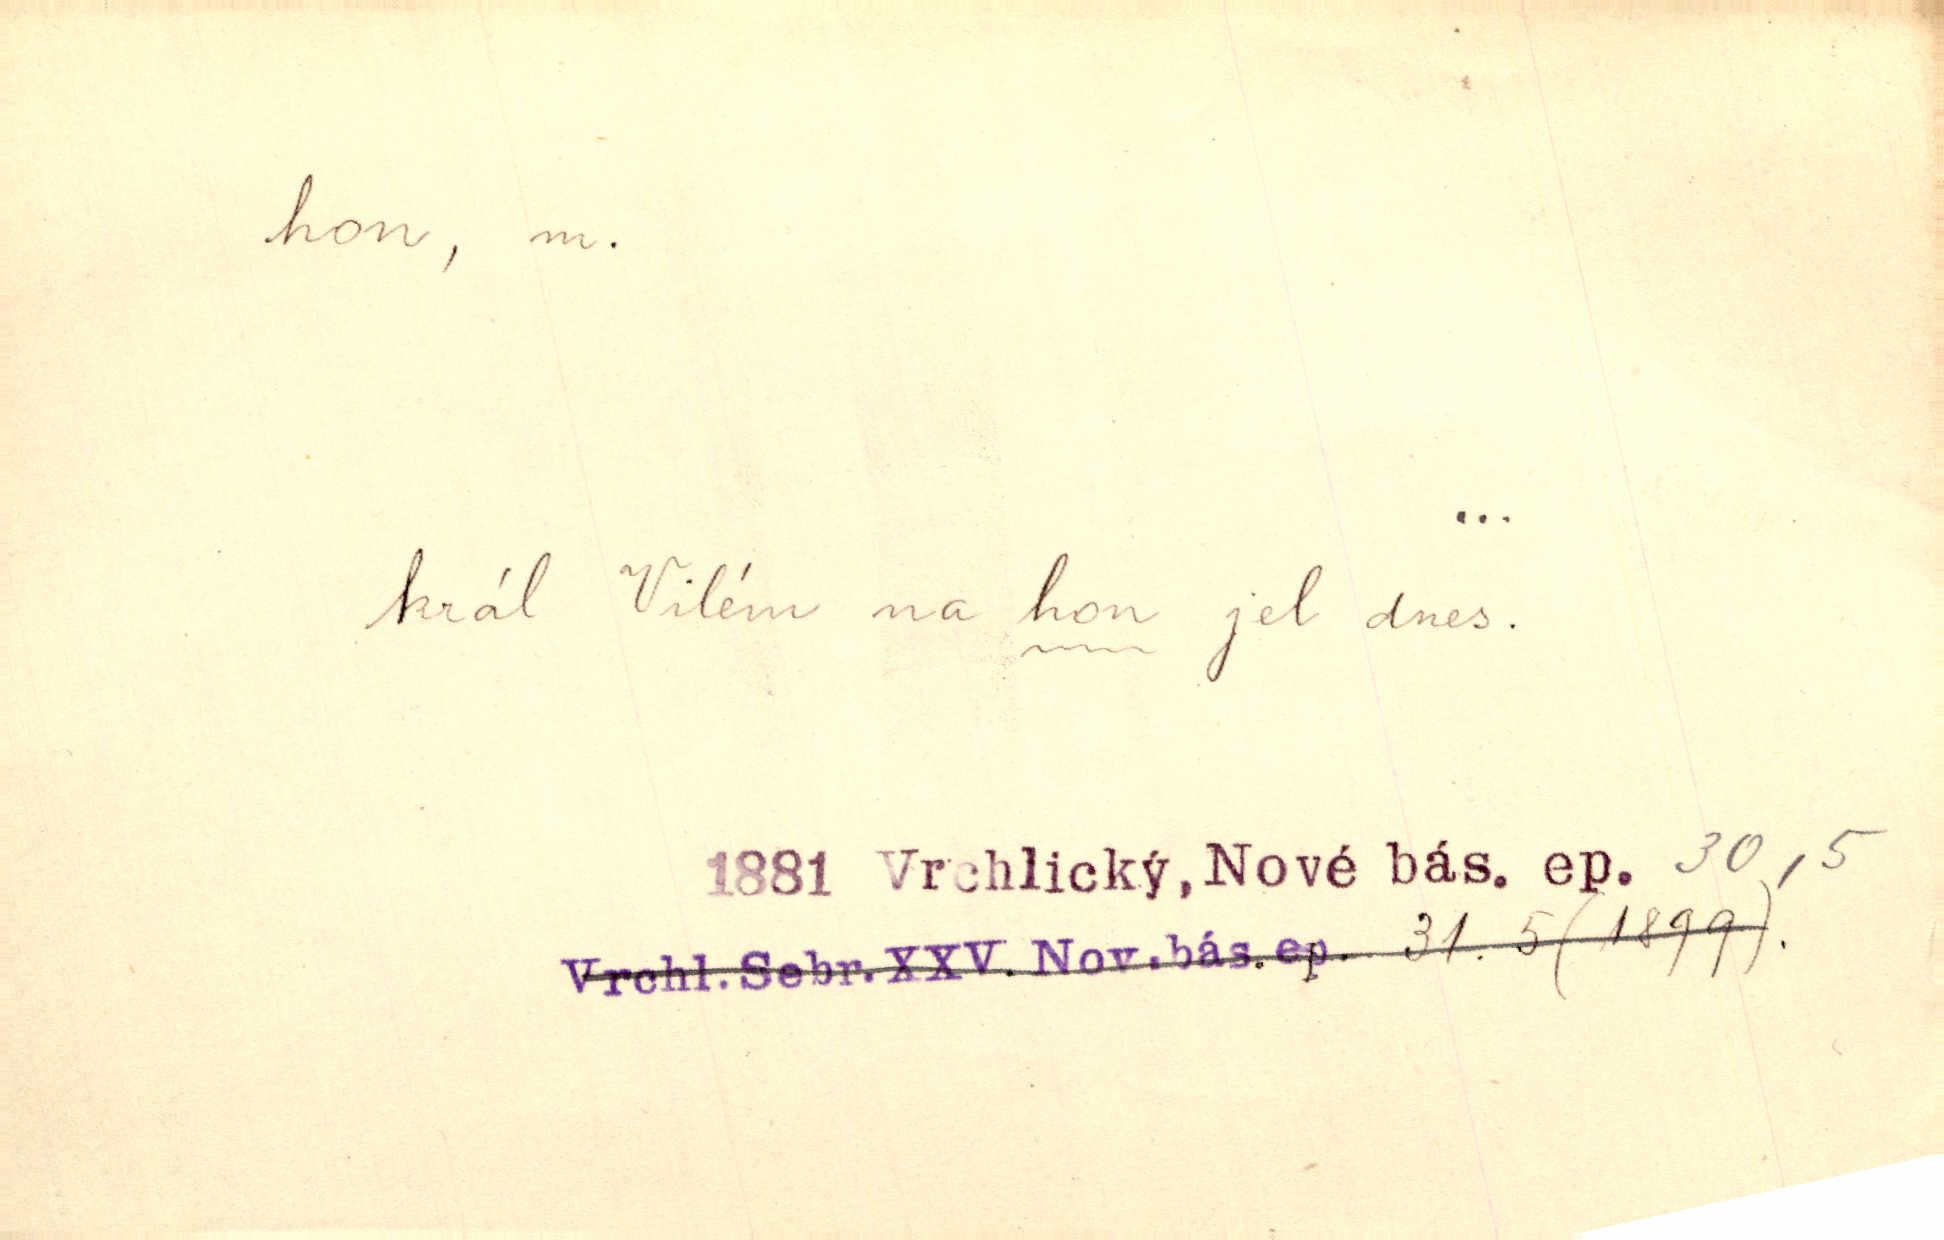 hon, m.
...
král Vilém na hon jel dnes.
1881 Vrchlický, Nové bás. ep. 30, 5
Vrchl. Sebr. XXV. Nov. bás. ep. 31. 5 (1899).